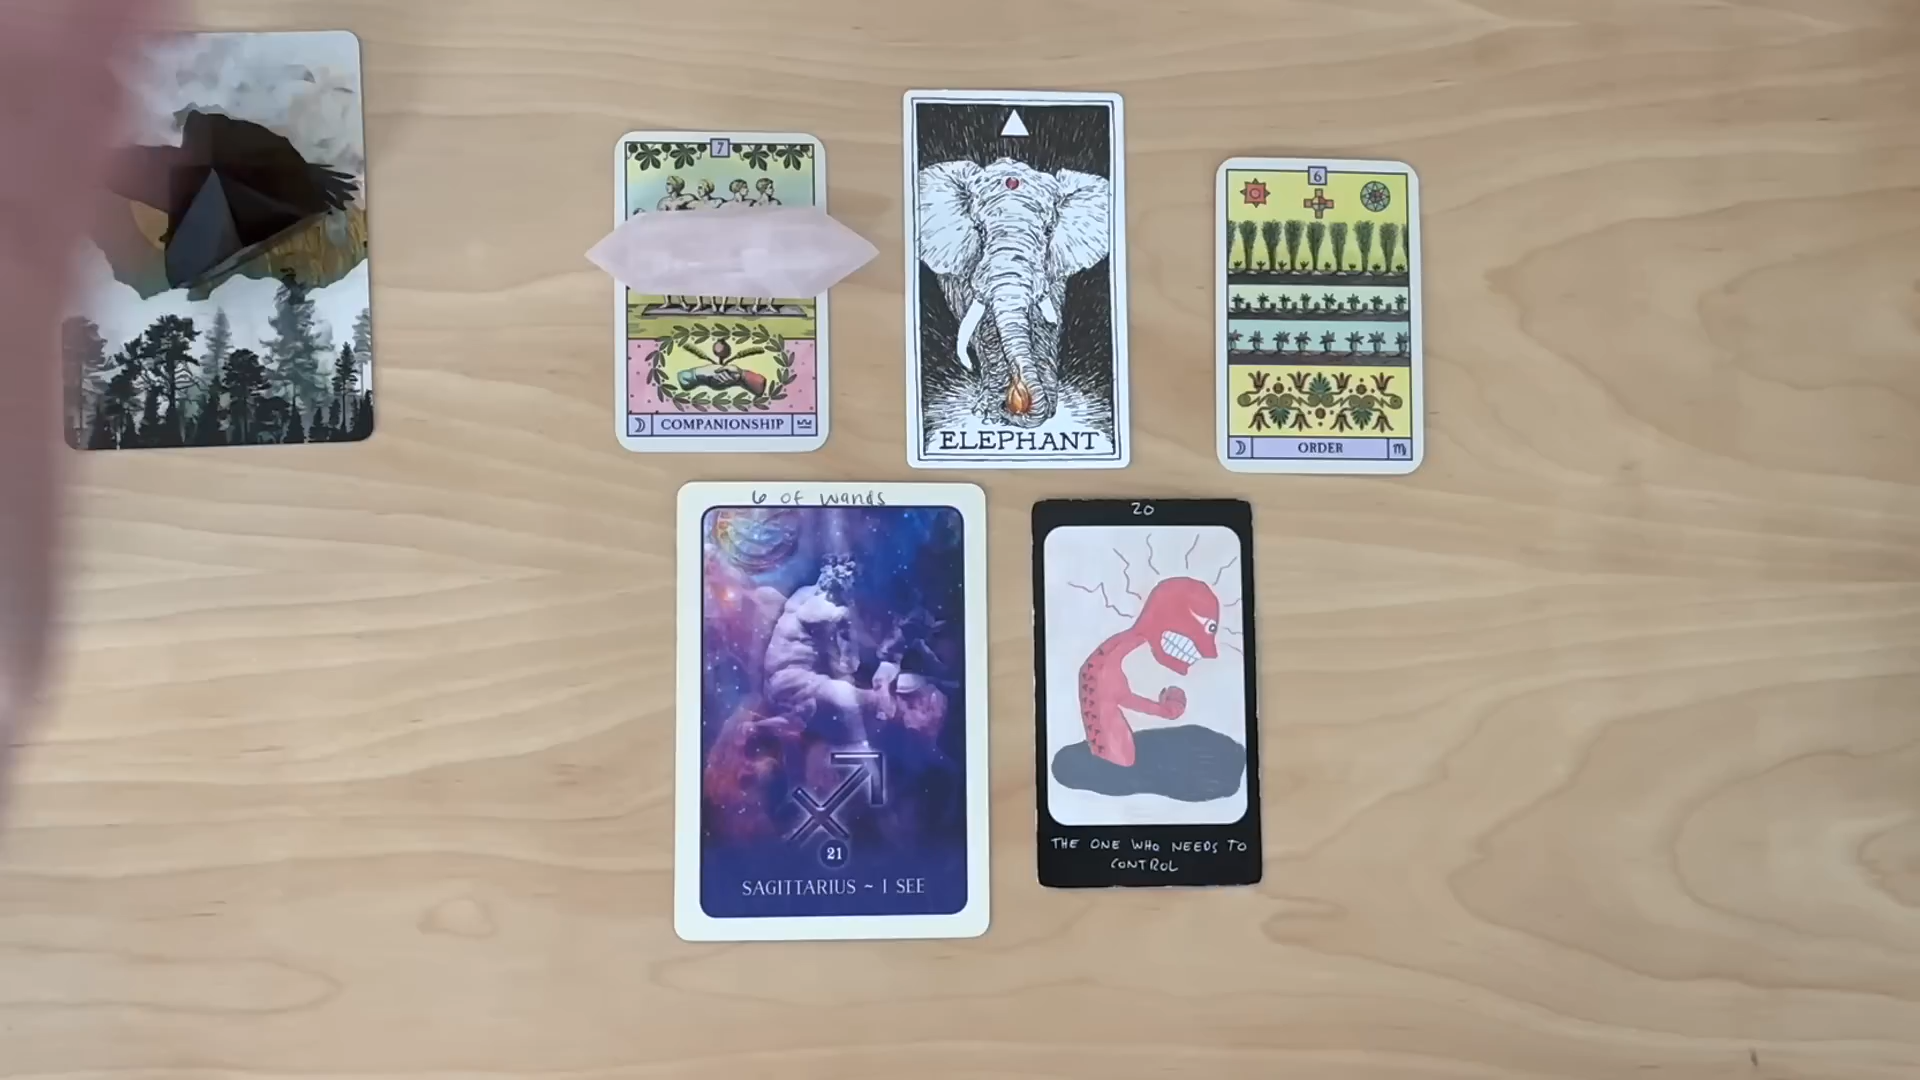 7
COMPANIONSHIP
ELEPHANT
6
ORDER
6 of wands
21
SAGITTARIUS ~ I SEE
20
THE ONE WHO NEEDS TO
CONTROL